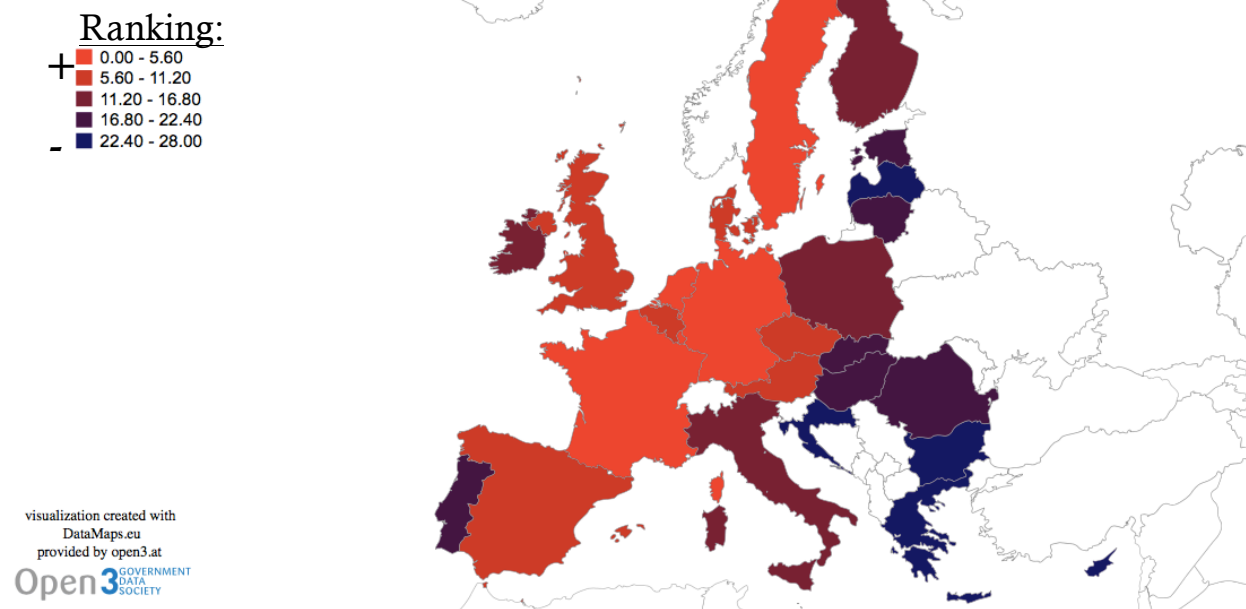 Ranking:
+
0.00 - 5.60
5.60 - 11.20
11.20 - 16.80
16.80 - 22.40
22.40 - 28.00
-
visualization created with
DataMaps.eu
provided by open3.at
Open3 GOVERNMENT
DATA
SOCIETY